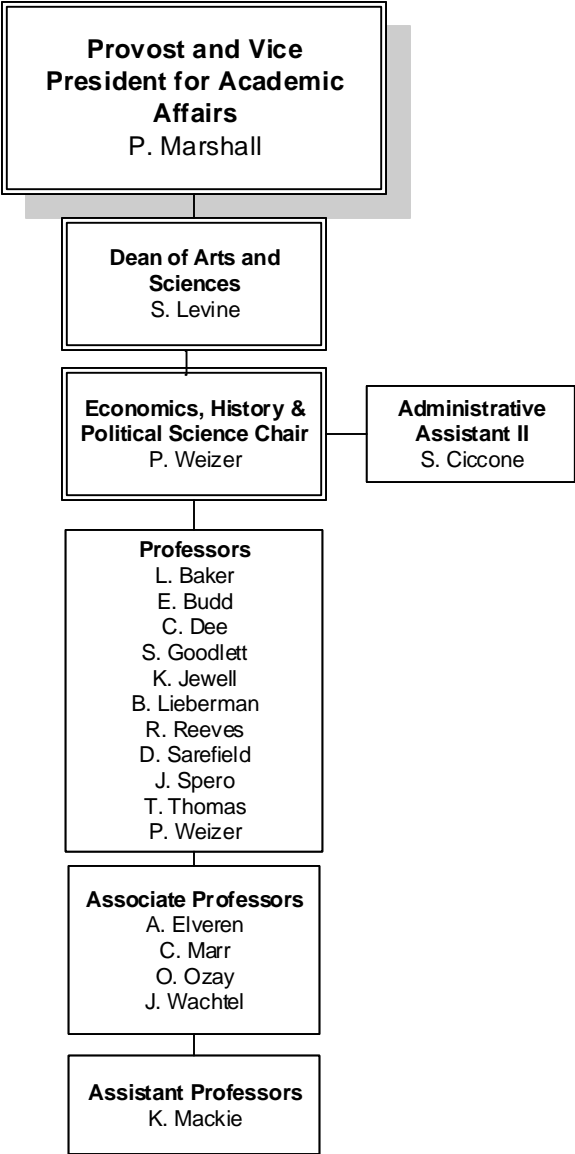 Provost and Vice
President for Academic
Affairs
P. Marshall
Dean of Arts and
Sciences
S. Levine
Economics, History &
Political Science Chair
P. Weizer
Administrative
Assistant II
S. Ciccone
Professors
L. Baker
E. Budd
C. Dee
S. Goodlett
K. Jewell
B. Lieberman
R. Reeves
D. Sarefield
J. Spero
T. Thomas
P. Weizer
Associate Professors
A. Elveren
C. Marr
O. Ozay
J. Wachtel
Assistant Professors
K. Mackie